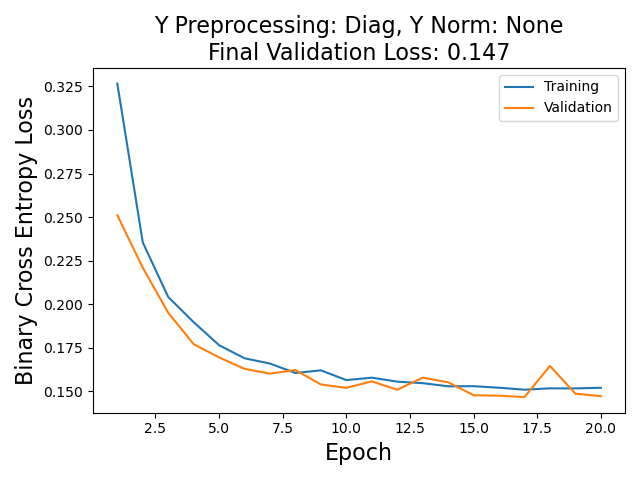 Y Preprocessing: Diag, Y Norm: None
Final Validation Loss: 0.147
Training
Validation
Binary Cross Entropy Loss
0.325
0.300
0.275
0.250
0.225
0.200
0.175
0.150
2.5 5.0 7.5 10.0 12.5 15.0 17.5 20.0
Epoch